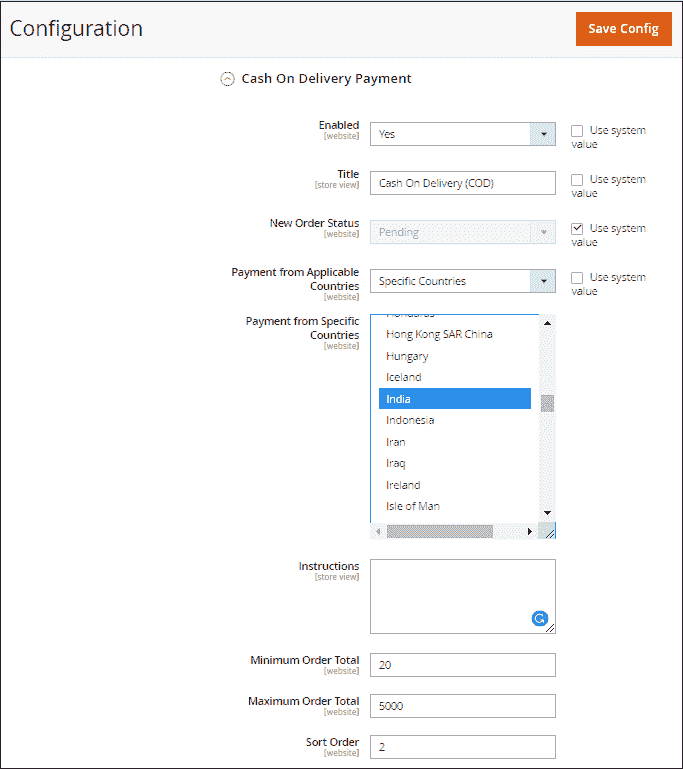 Configuration
Save Config
Cash On Delivery Payment
Enabled
[website]
Yes
Use system
value
Title
[store view]
Cash On Delivery (COD)
Use system
value
New Order Status
[website]
Pending
Use system
value
Payment from Applicable
Countries
[website]
Specific Countries
Use system
value
Payment from Specific
Countries
[website]
Honduras
Hong Kong SAR China
Hungary
Iceland
India
Indonesia
Iran
Iraq
Ireland
Isle of Man
Instructions
[store view]
Minimum Order Total
[website]
20
Maximum Order Total
[website]
5000
Sort Order
[website]
2